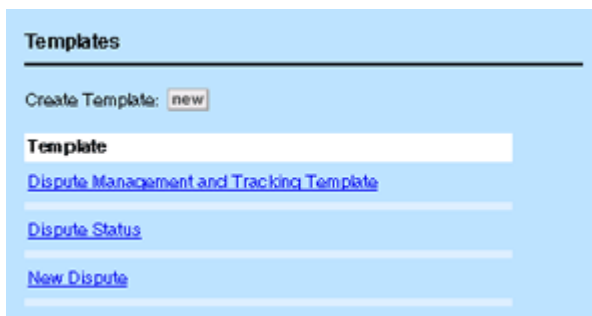 Templates
Create Template: new
Template
Dispute Management and Tracking Template
Dispute Status
New Dispute